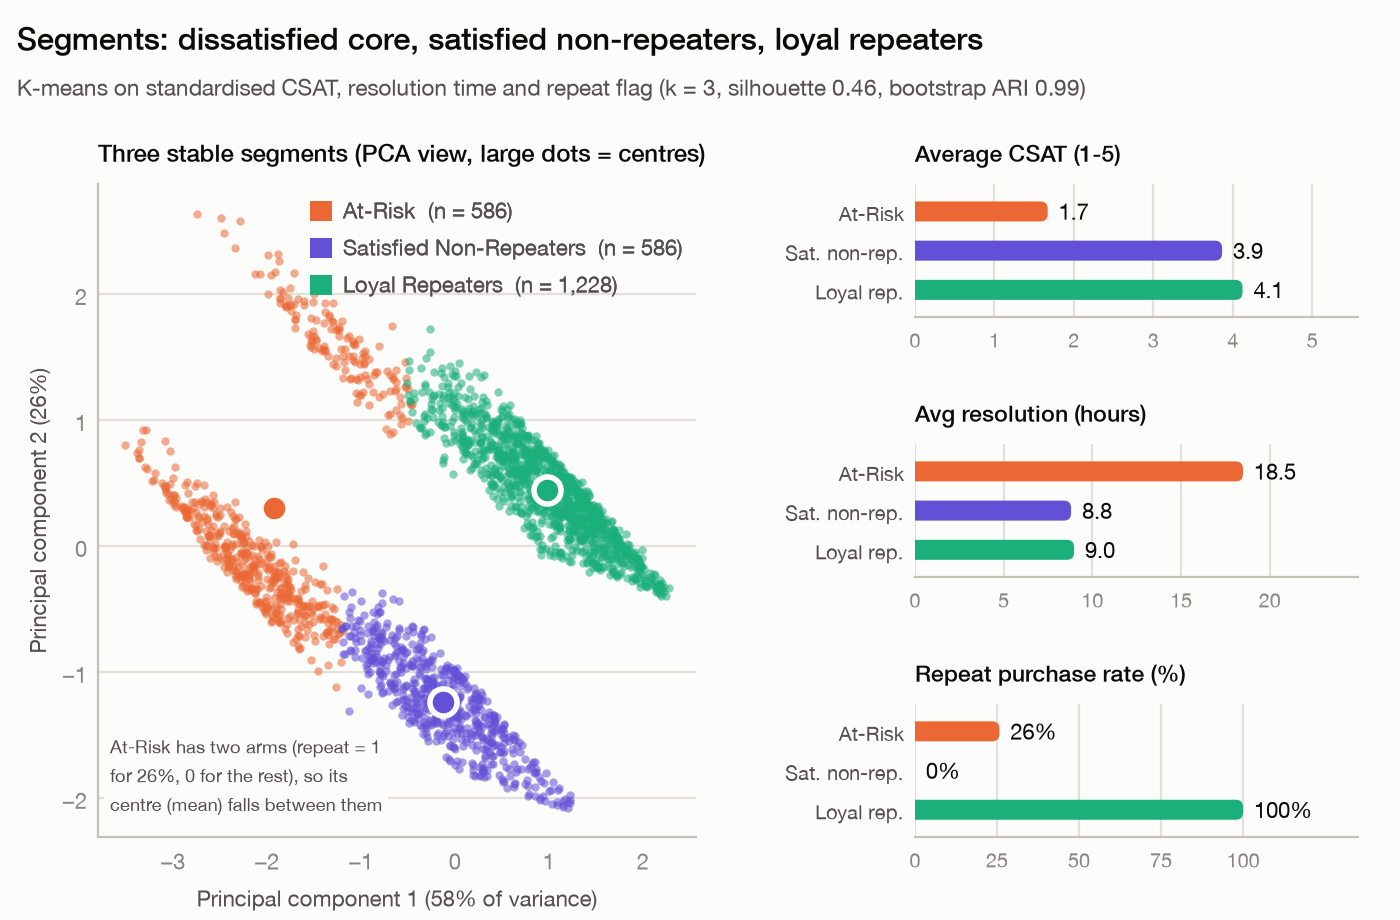 Segments: dissatisfied core, satisfied non-repeaters, loyal repeaters
K-means on standardised CSAT, resolution time and repeat flag (k = 3, silhouette 0.46, bootstrap ARI 0.99)
Three stable segments (PCA view, large dots = centres)
At-Risk (n = 586)
Satisfied Non-Repeaters (n = 586)
Loyal Repeaters (n = 1,228)
2
1
0
−1
−2
Principal component 2 (26%)
At-Risk has two arms (repeat = 1
for 26%, 0 for the rest), so its
centre (mean) falls between them
−3 −2 −1 0 1 2
Principal component 1 (58% of variance)
Average CSAT (1-5)
At-Risk 1.7
Sat. non-rep. 3.9
Loyal rep. 4.1
0 1 2 3 4 5
Avg resolution (hours)
At-Risk 18.5
Sat. non-rep. 8.8
Loyal rep. 9.0
0 5 10 15 20
Repeat purchase rate (%)
At-Risk 26%
Sat. non-rep. 0%
Loyal rep. 100%
0 25 50 75 100